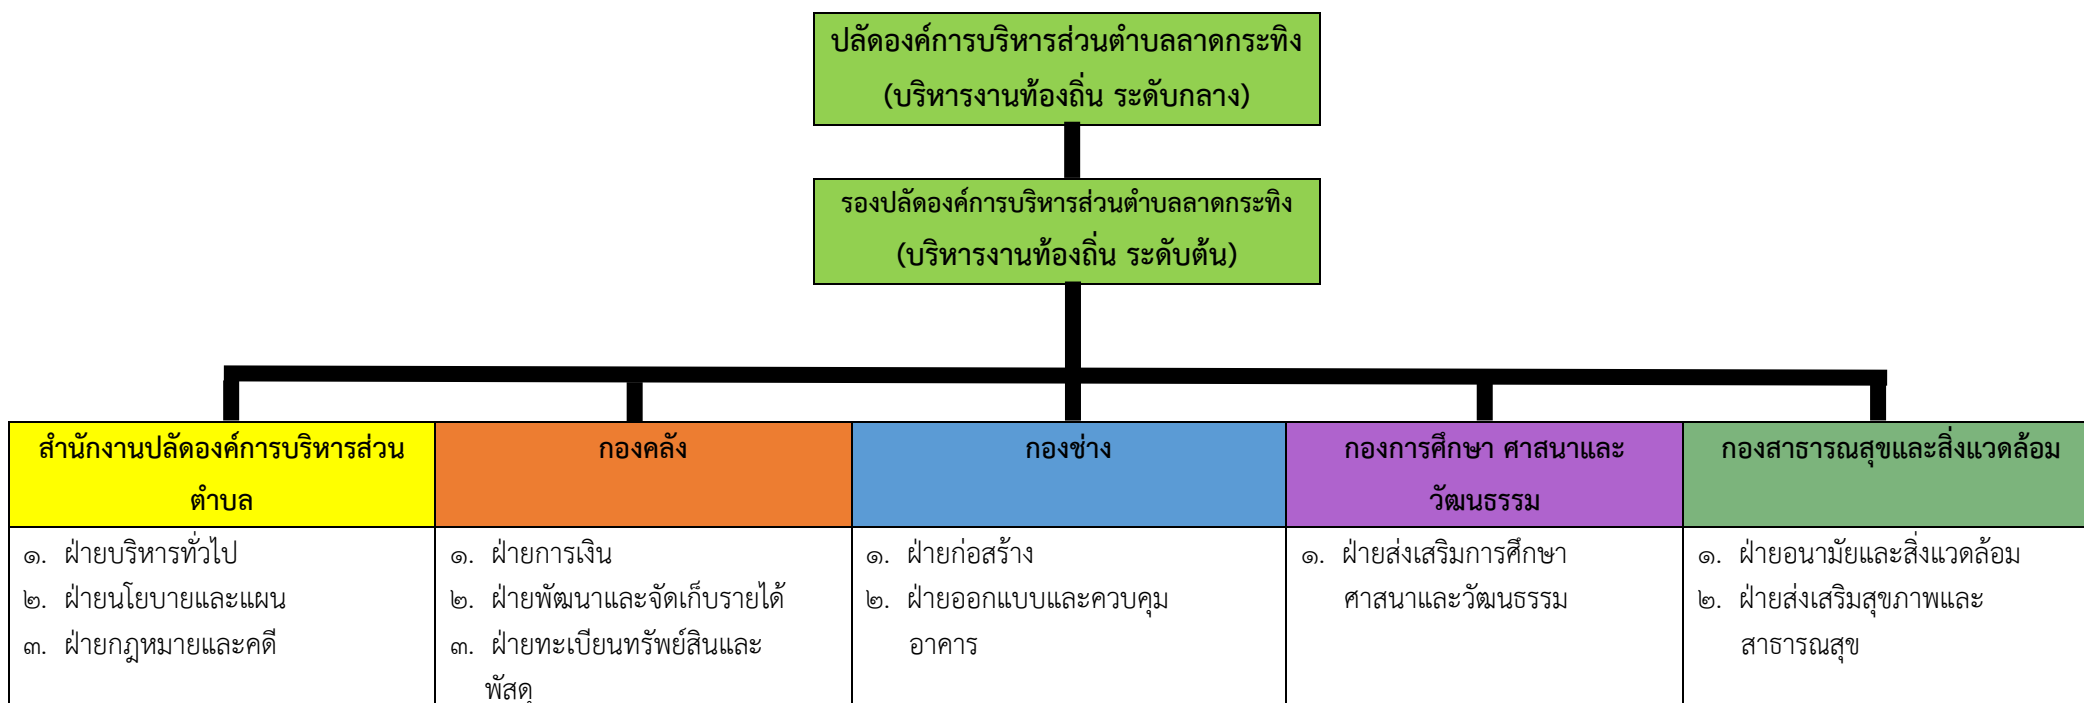 ปลัดองค์การบริหารส่วนตำบลลาดกระทิง
(บริหารงานท้องถิ่น ระดับกลาง)
รองปลัดองค์การบริหารส่วนตำบลลาดกระทิง
(บริหารงานท้องถิ่น ระดับต้น)
สำนักงานปลัดองค์การบริหารส่วน
ตำบล
๑. ฝ่ายบริหารทั่วไป
๒. ฝ่ายนโยบายและแผน
๓. ฝ่ายกฎหมายและคดี
กองคลัง
๑. ฝ่ายการเงิน
๒. ฝ่ายพัฒนาและจัดเก็บรายได้
๓. ฝ่ายทะเบียนทรัพย์สินและ
พัสดุ
กองช่าง
๑. ฝ่ายก่อสร้าง
๒. ฝ่ายออกแบบและควบคุม
อาคาร
กองการศึกษา ศาสนาและ
วัฒนธรรม
๑. ฝ่ายส่งเสริมการศึกษา
ศาสนาและวัฒนธรรม
กองสาธารณสุขและสิ่งแวดล้อม
๑. ฝ่ายอนามัยและสิ่งแวดล้อม
๒. ฝ่ายส่งเสริมสุขภาพและ
สาธารณสุข